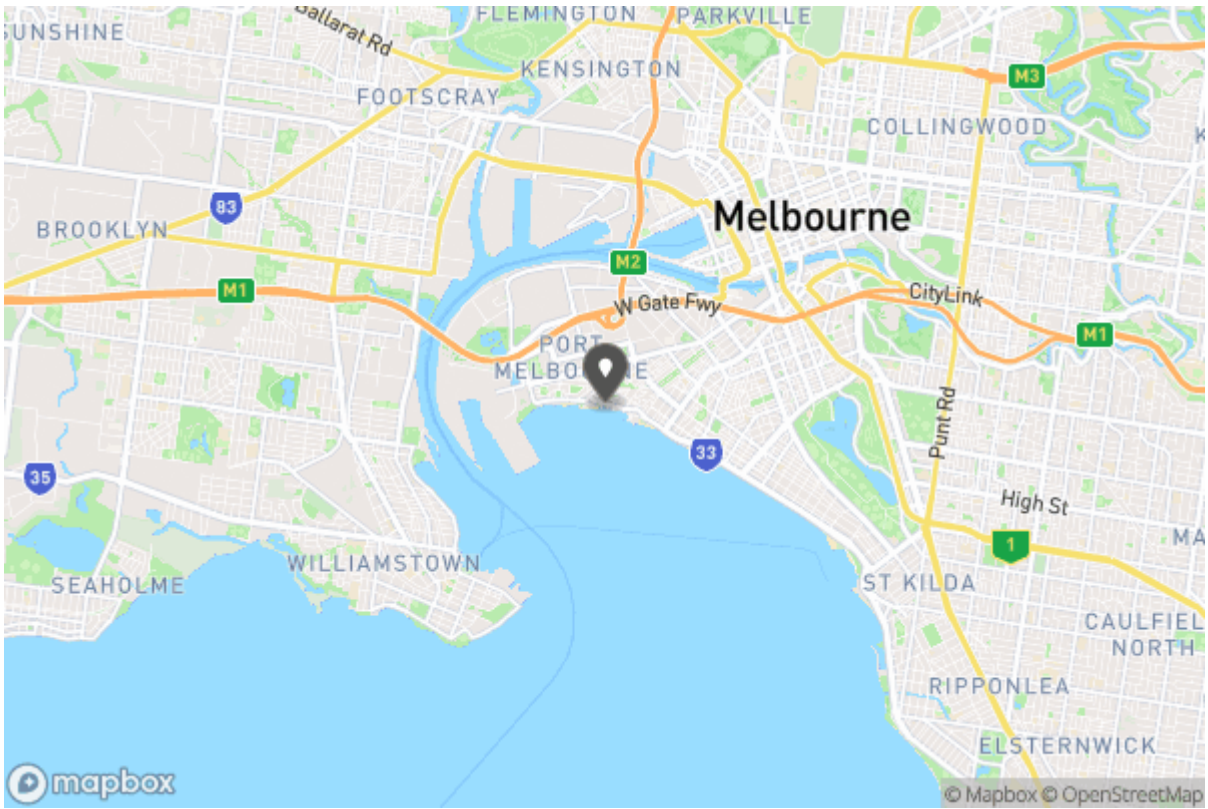 FLEMINGTON
PARKVILLE
Ballarat Rd
SUNSHINE
KENSINGTON
M3
FOOTSCRAY
COLLINGWOOD
K
83
Melbourne
BROOKLYN
M2
M1
CityLink
W Gate Fwy
M1
PORT
MELBOURNE
Punt Rd
33
35
High St
1
MA
WILLIAMSTOWN
SEAHOLME
ST KILDA
CAULFIEL
NORTH
RIPPONLEA
ELSTERNWICK
mapbox
© Mapbox © OpenStreetMap